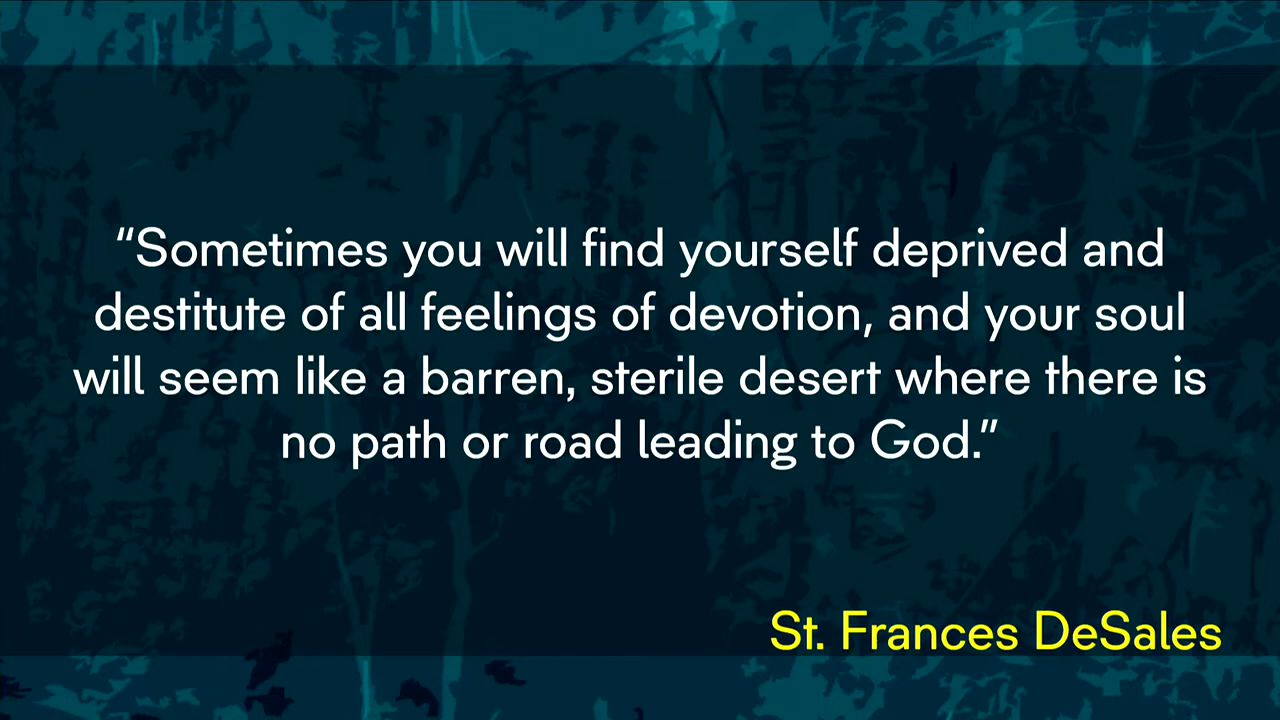 “Sometimes you will find yourself deprived and
destitute of all feelings of devotion, and your soul
will seem like a barren, sterile desert where there is
no path or road leading to God.”
St. Frances DeSales